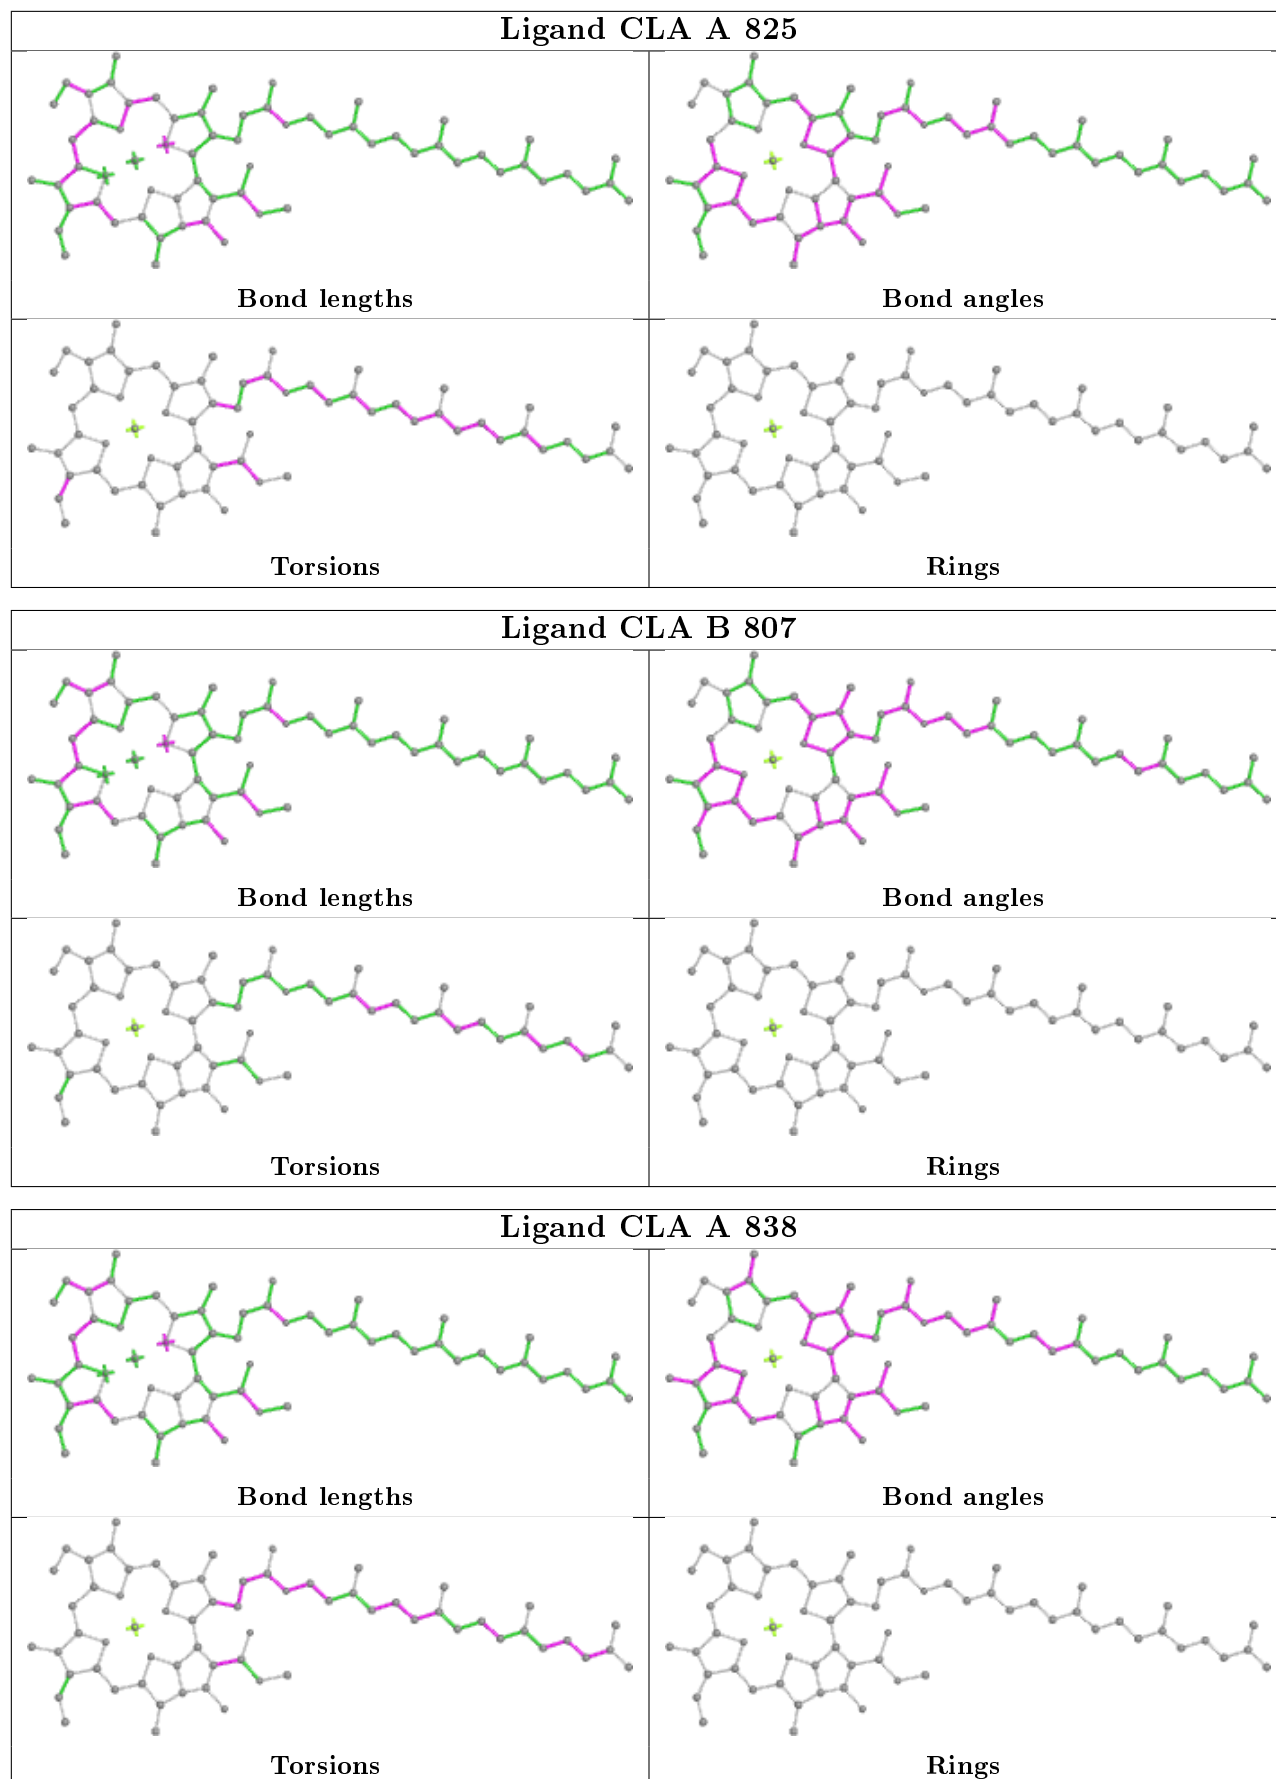 Ligand CLA A 825
Bond lengths
Bond angles
Torsions
Rings
Ligand CLA B 807
Bond lengths
Bond angles
Torsions
Rings
Ligand CLA A 838
Bond lengths
Bond angles
Torsions
Rings